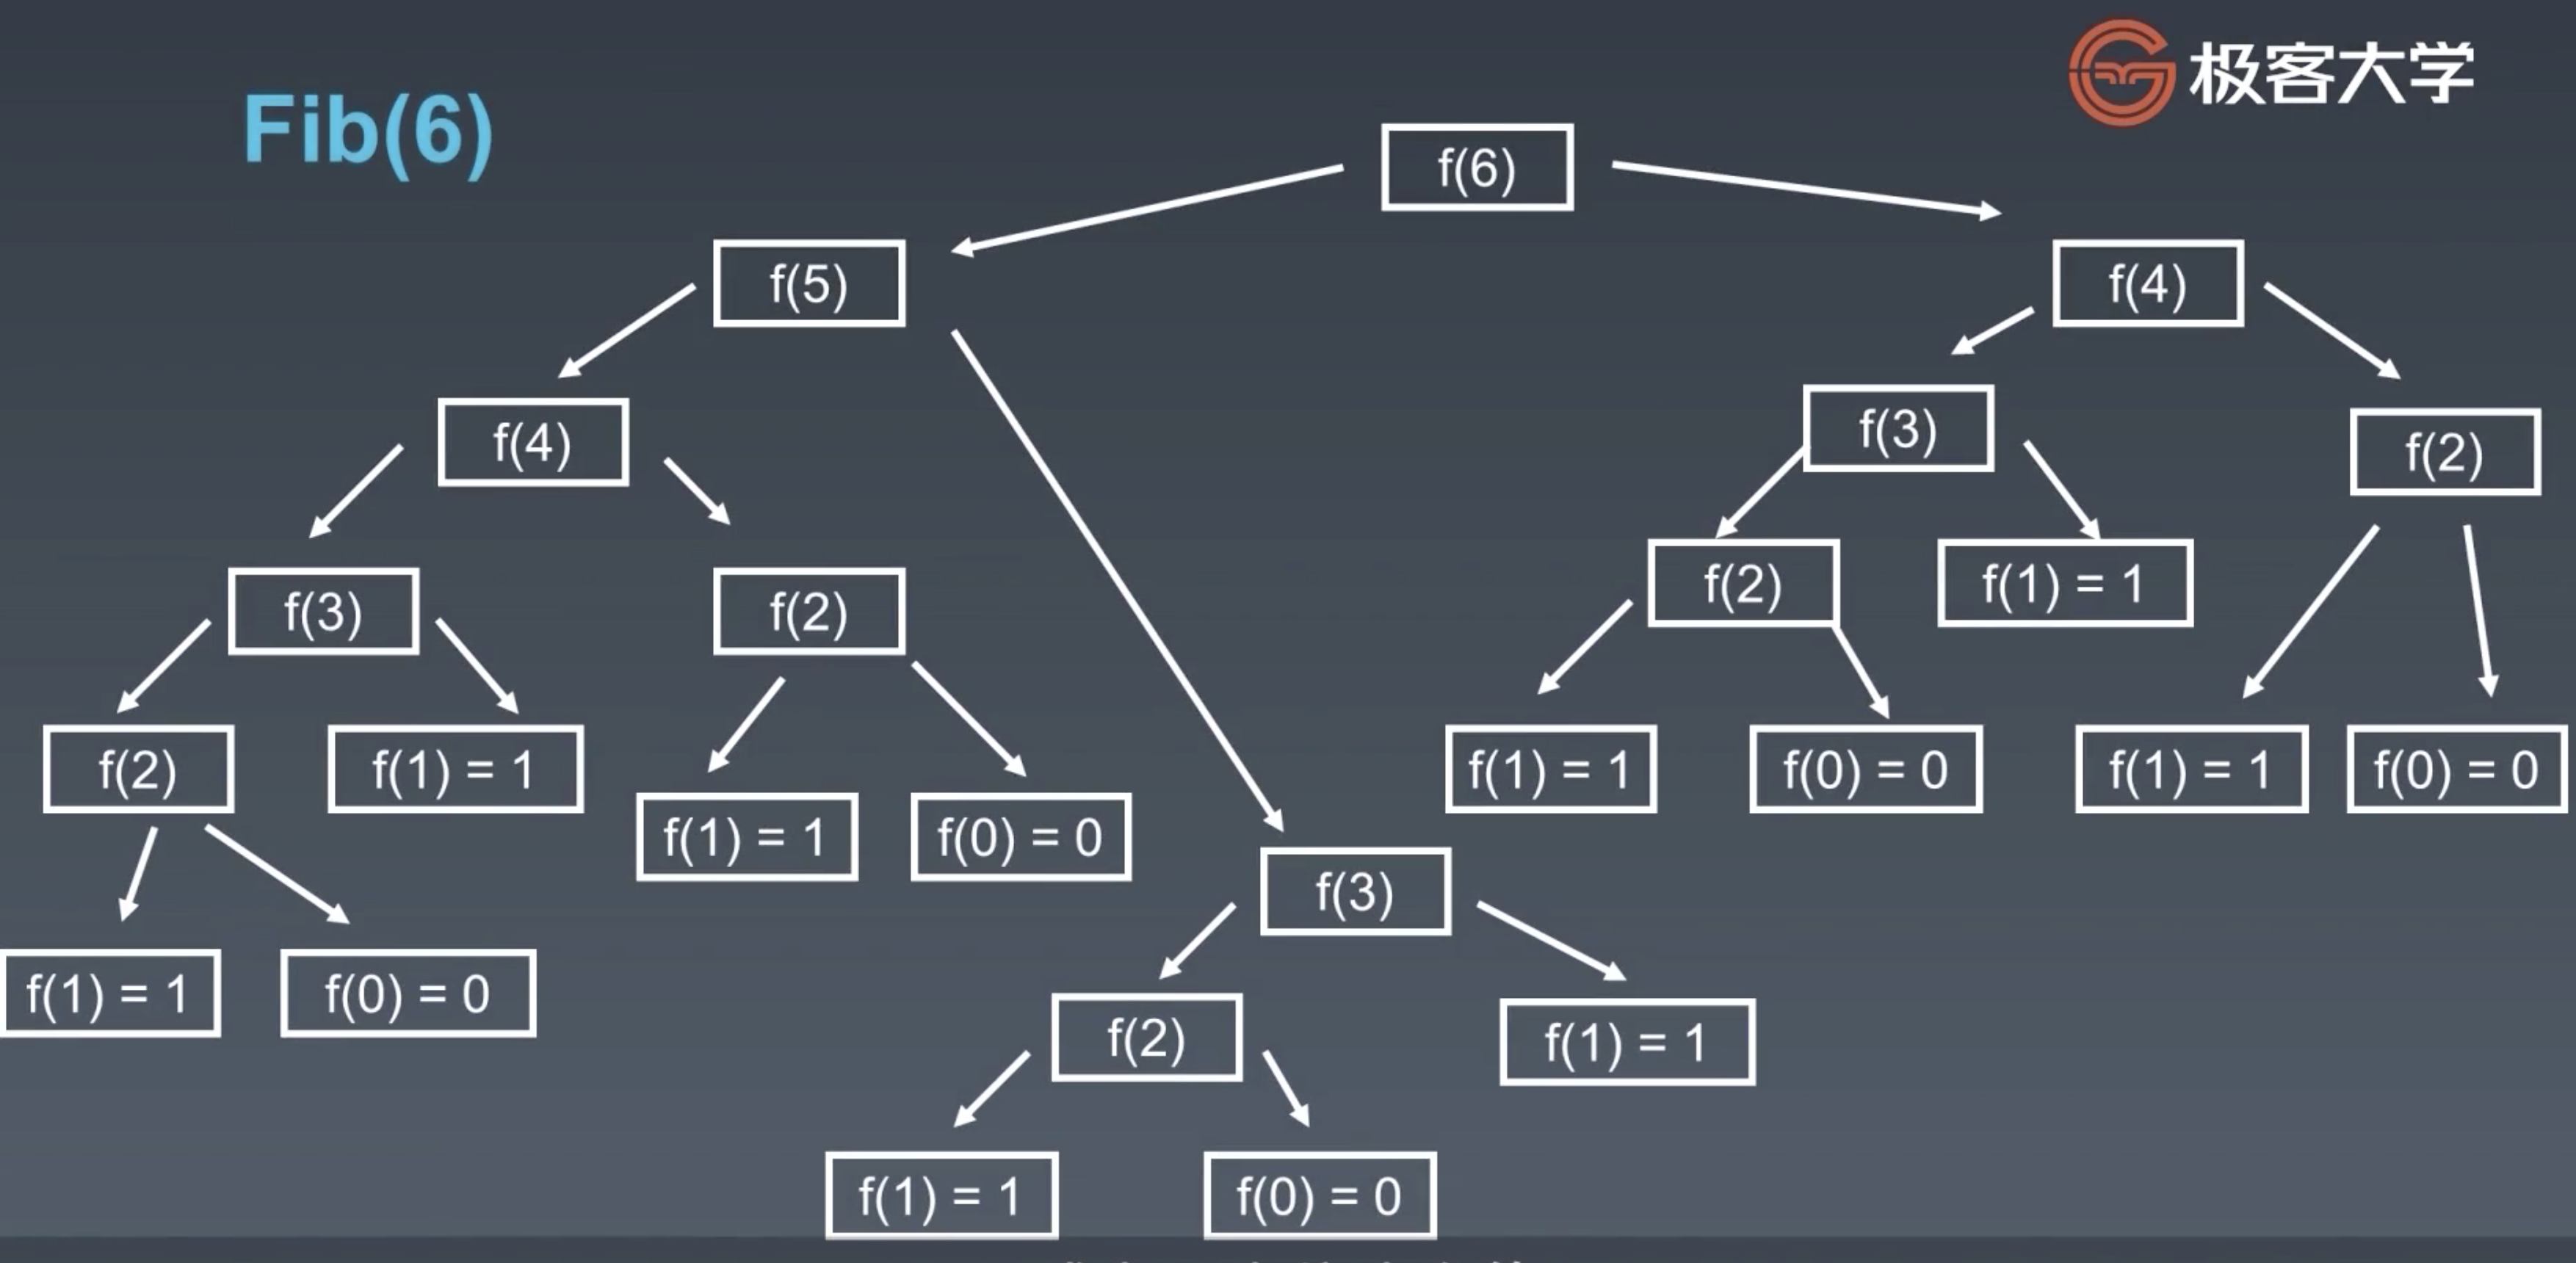 极客大学
Fib(6)
f(6)
f(5)
f(4)
f(4)
f(3)
f(2)
f(3)
f(2)
f(2)
f(1) = 1
f(2)
f(1) = 1
f(1) = 1
f(0) = 0
f(1) = 1
f(0) = 0
f(1) = 1
f(0) = 0
f(3)
f(1) = 1
f(0) = 0
f(2)
f(1) = 1
f(1) = 1
f(0) = 0